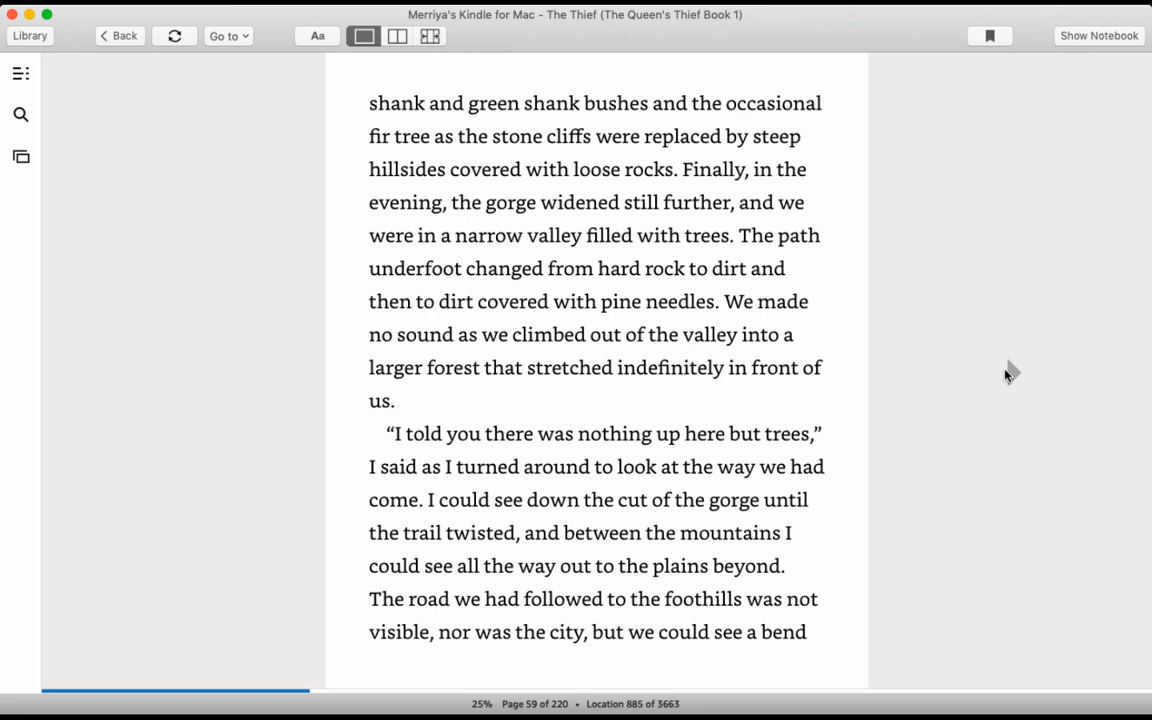 Merriya's Kindle for Mac - The Thief (The Queen's Thief Book 1)
Library
Back
Go to
Aa
Show Notebook
shank and green shank bushes and the occasional
fir tree as the stone cliffs were replaced by steep
hillsides covered with loose rocks. Finally, in the
evening, the gorge widened still further, and we
were in a narrow valley filled with trees. The path
underfoot changed from hard rock to dirt and
then to dirt covered with pine needles. We made
no sound as we climbed out of the valley into a
larger forest that stretched indefinitely in front of
us.
“I told you there was nothing up here but trees,”
I said as I turned around to look at the way we had
come. I could see down the cut of the gorge until
the trail twisted, and between the mountains I
could see all the way out to the plains beyond.
The road we had followed to the foothills was not
visible, nor was the city, but we could see a bend
25% Page 59 of 220 • Location 885 of 3663